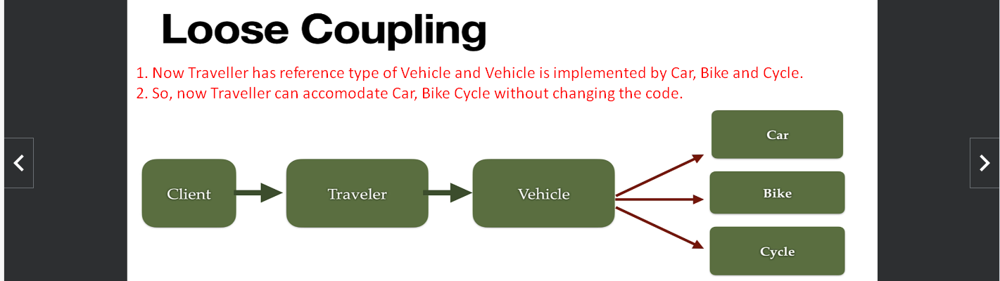 Loose Coupling
1. Now Traveller has reference type of Vehicle and Vehicle is implemented by Car, Bike and Cycle.
2. So, now Traveller can accomodate Car, Bike Cycle without changing the code.
Car
Client
Traveler
Vehicle
Bike
Cycle